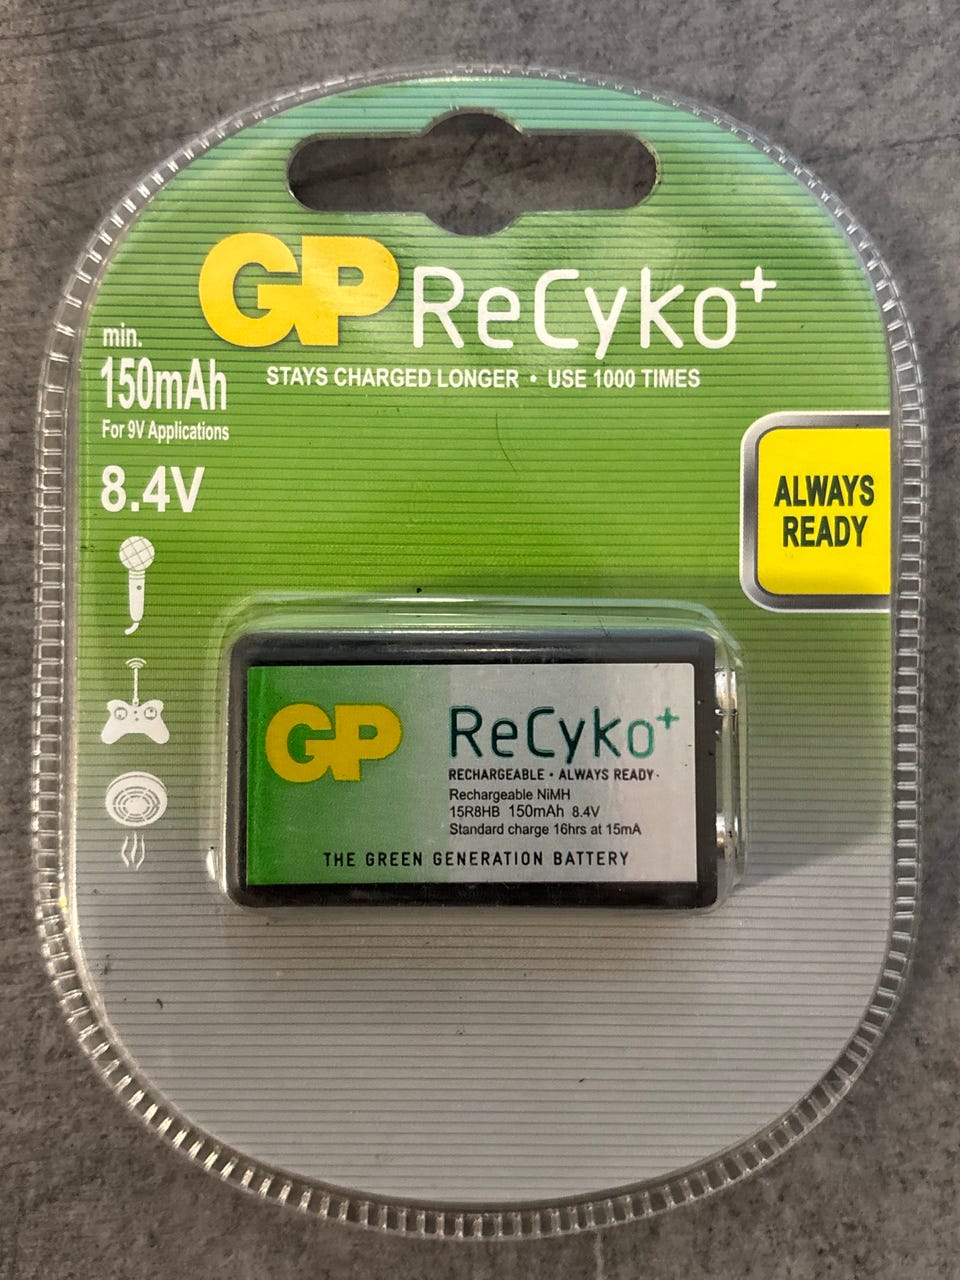 GP ReCyko+
STAYS CHARGED LONGER • USE 1000 TIMES
min.
150mAh
For 9V Applications
8.4V
ALWAYS
READY
GP
ReCyko+
RECHARGEABLE • ALWAYS READY•
Rechargeable NiMH
15R8HB 150mAh 8.4V
Standard charge 16hrs at 15mA
THE GREEN GENERATION BATTERY